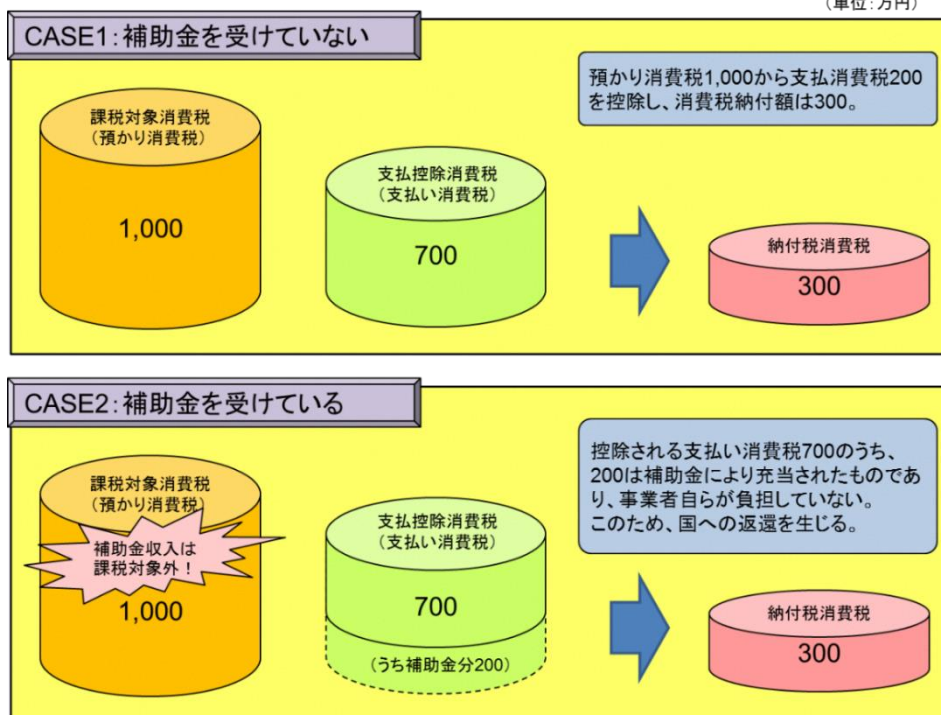 （単位：万円）
CASE1：補助金を受けていない
預かり消費税1,000から支払消費税200
を控除し、消費税納付額は300。
課税対象消費税
（預かり消費税）
1,000
支払控除消費税
（支払い消費税）
700
納付税消費税
300
CASE2：補助金を受けている
控除される支払い消費税700のうち、
200は補助金により充当されたものであ
り、事業者自らが負担していない。
このため、国への返還を生じる。
課税対象消費税
（預かり消費税）
補助金収入は
課税対象外！
1,000
支払控除消費税
（支払い消費税）
700
（うち補助金分200）
納付税消費税
300